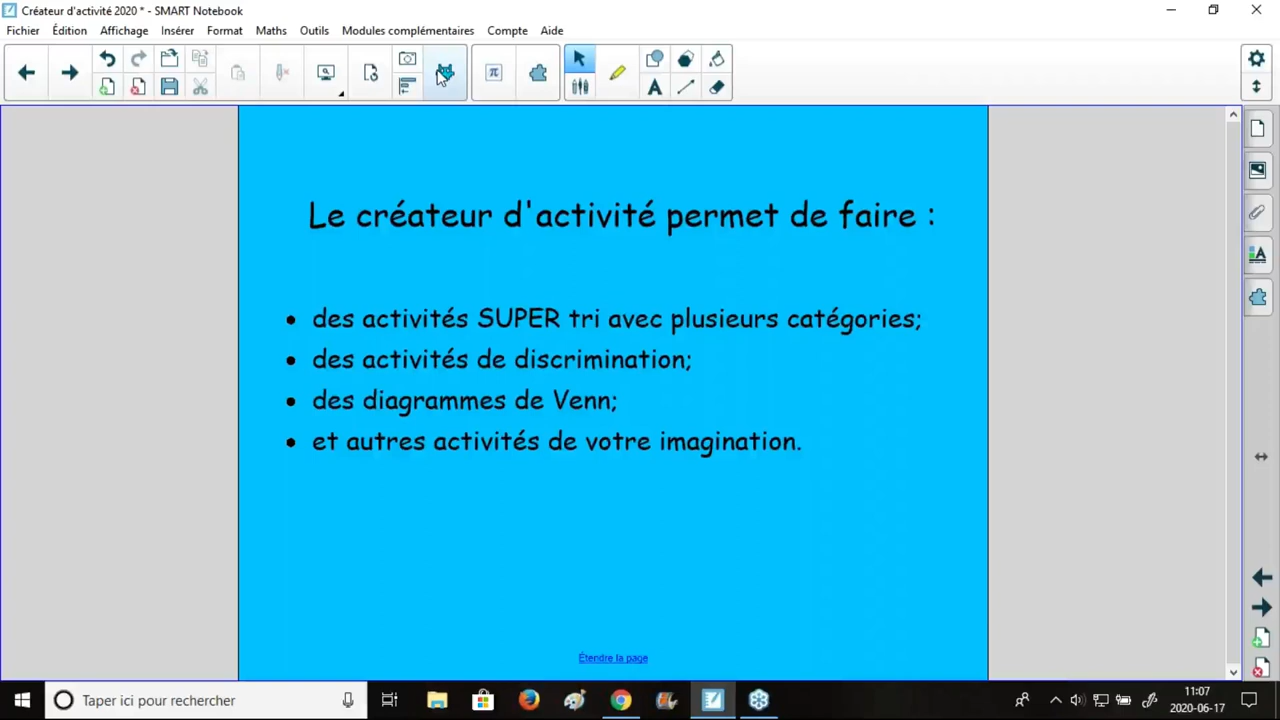 Créateur d'activité 2020 * - SMART Notebook
Fichier Édition Affichage Insérer Format Maths Outils Modules complémentaires Compte Aide
π
A
Le créateur d'activité permet de faire :
• des activités SUPER tri avec plusieurs catégories;
• des activités de discrimination;
• des diagrammes de Venn;
• et autres activités de votre imagination.
Étendre la page
Taper ici pour rechercher
11:07
2020-06-17